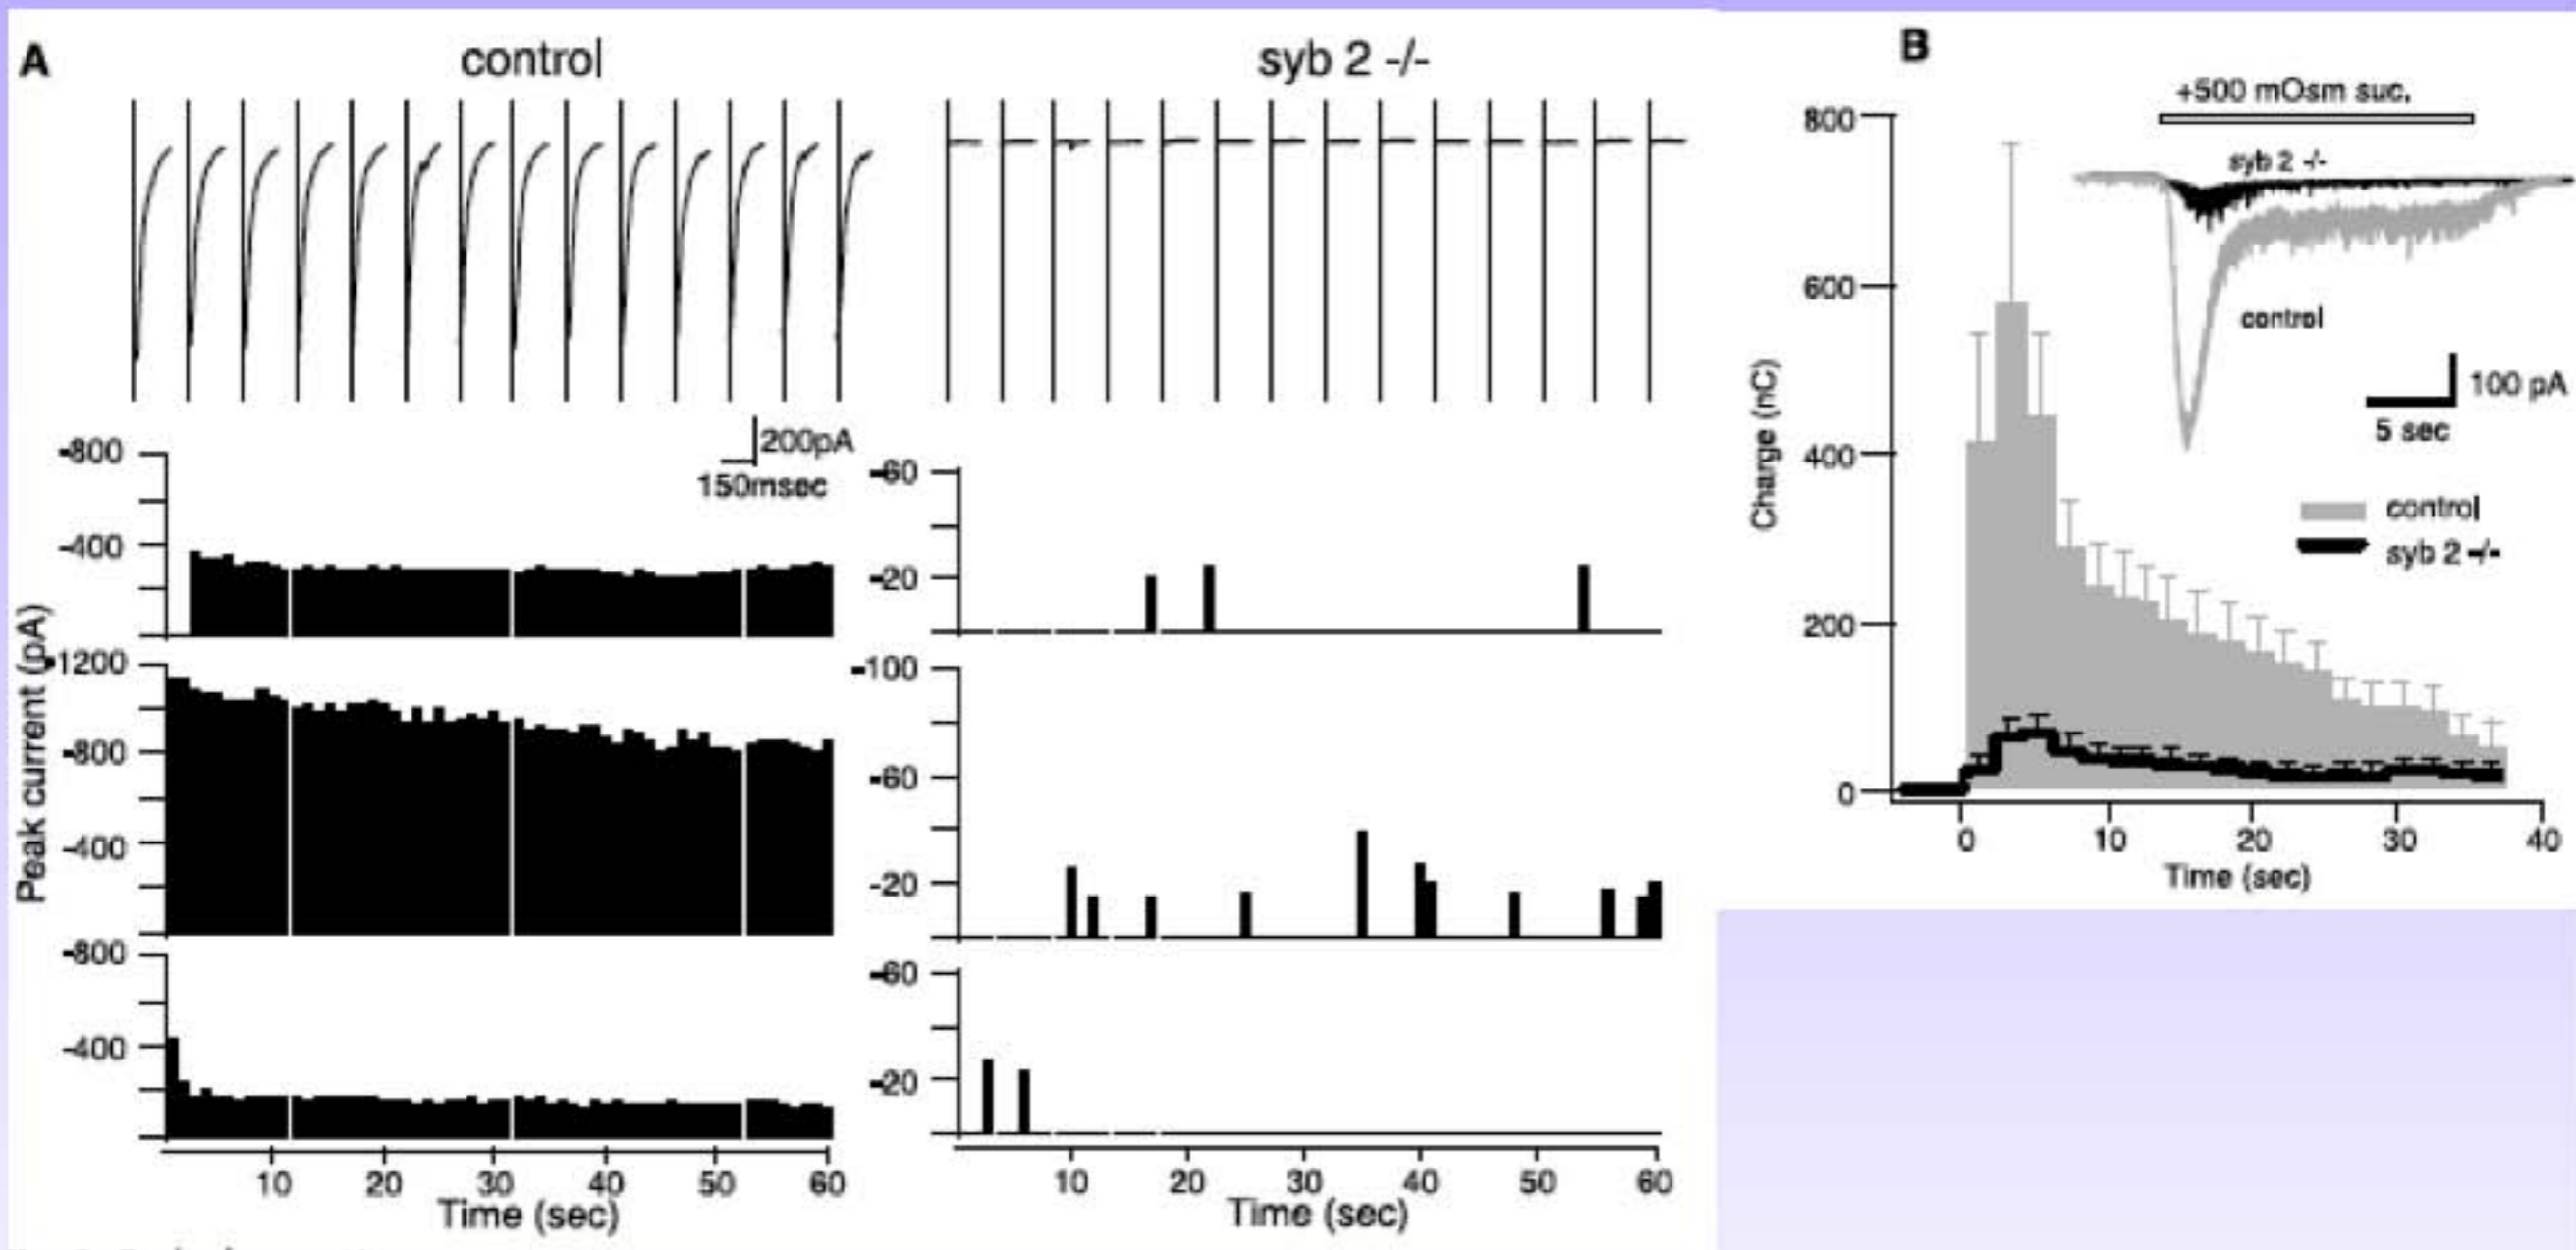 A
control
syb 2 -/-
200pA
150msec
Peak current (pA)
-800
-400
-1200
-800
-400
-800
-400
10 20 30 40 50 60
Time (sec)
-60
-20
-100
-60
-20
-60
-20
10 20 30 40 50 60
Time (sec)
B
+500 mOsm suc.
syb 2 -/-
control
100 pA
5 sec
control
syb 2 -/-
Charge (nC)
800
600
400
200
0
0 10 20 30 40
Time (sec)